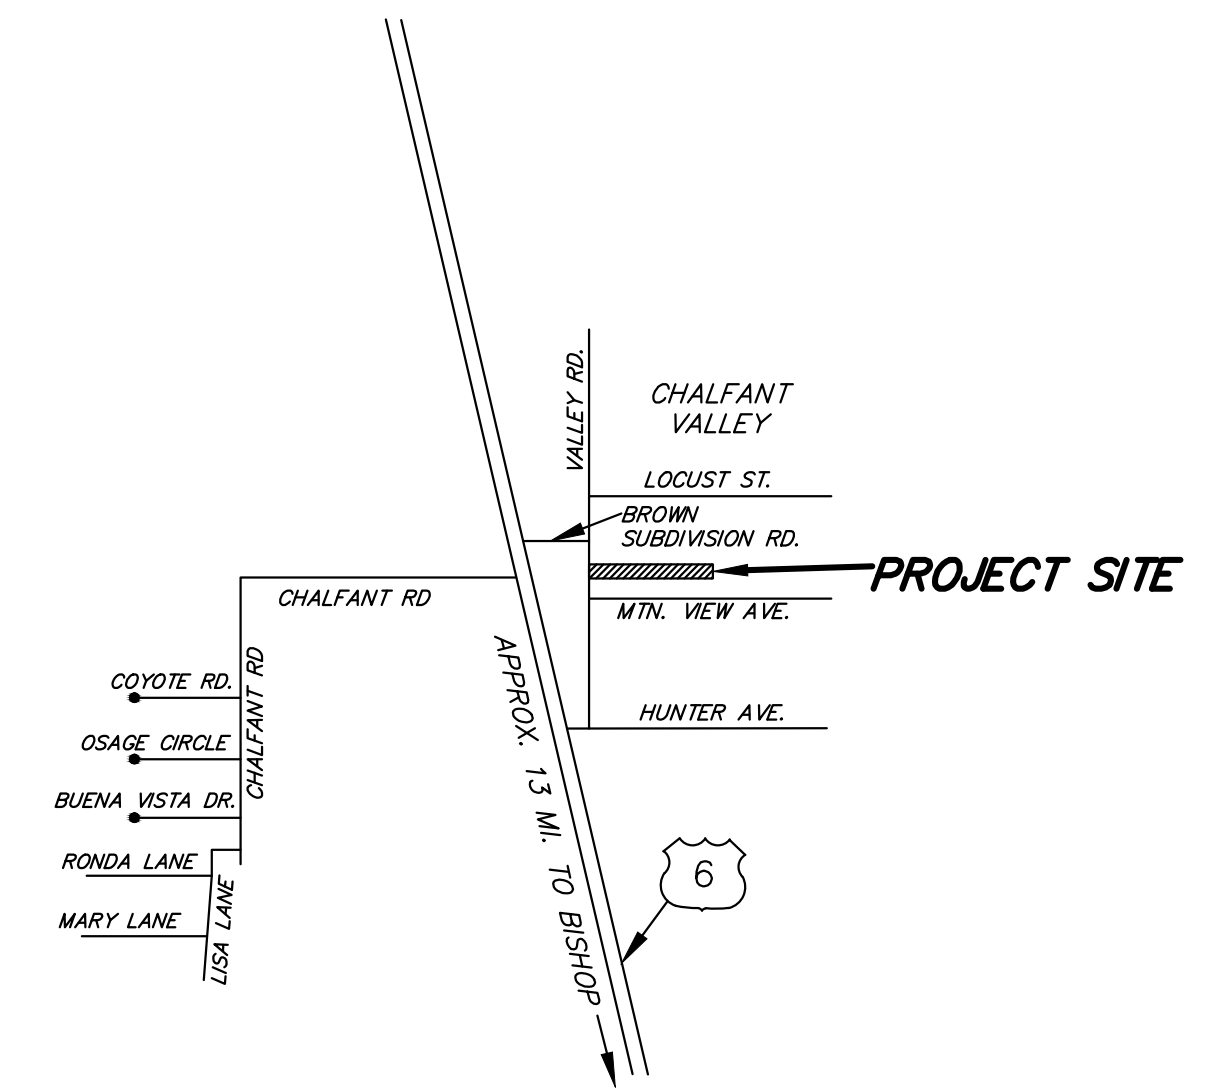 CHALFANT
VALLEY
VALLEY RD.
LOCUST ST.
BROWN
SUBDIVISION RD.
PROJECT SITE
MTN. VIEW AVE.
CHALFANT RD
HUNTER AVE.
COYOTE RD.
CHALFANT RD
OSAGE CIRCLE
BUENA VISTA DR.
RONDA LANE
MARY LANE
LISA LANE
APPROX. 13 MI. TO BISHOP
6